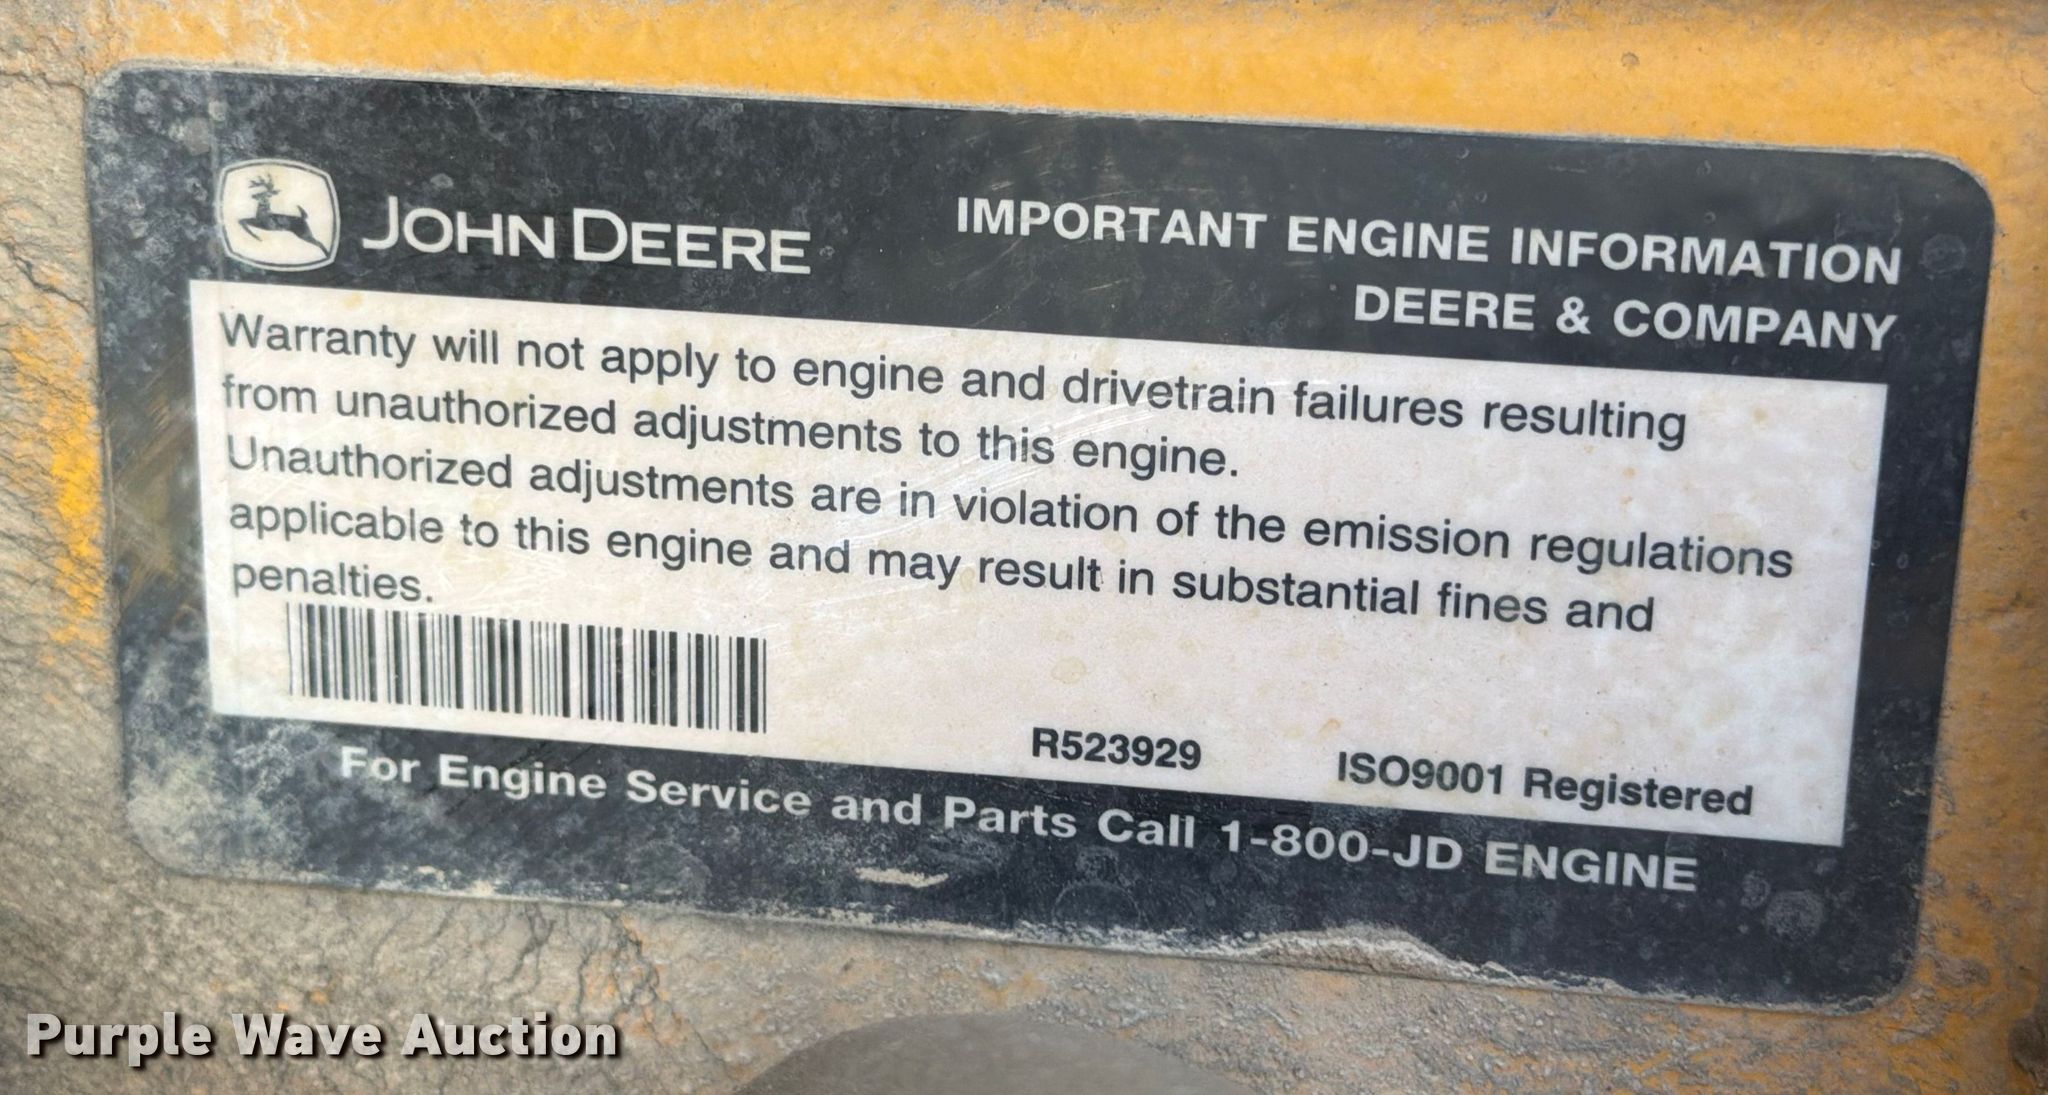 JOHN DEERE
IMPORTANT ENGINE INFORMATION
DEERE & COMPANY
Warranty will not apply to engine and drivetrain failures resulting
from unauthorized adjustments to this engine.
Unauthorized adjustments are in violation of the emission regulations
applicable to this engine and may result in substantial fines and
penalties.
R523929 ISO9001 Registered
For Engine Service and Parts Call 1-800-JD ENGINE
Purple Wave Auction